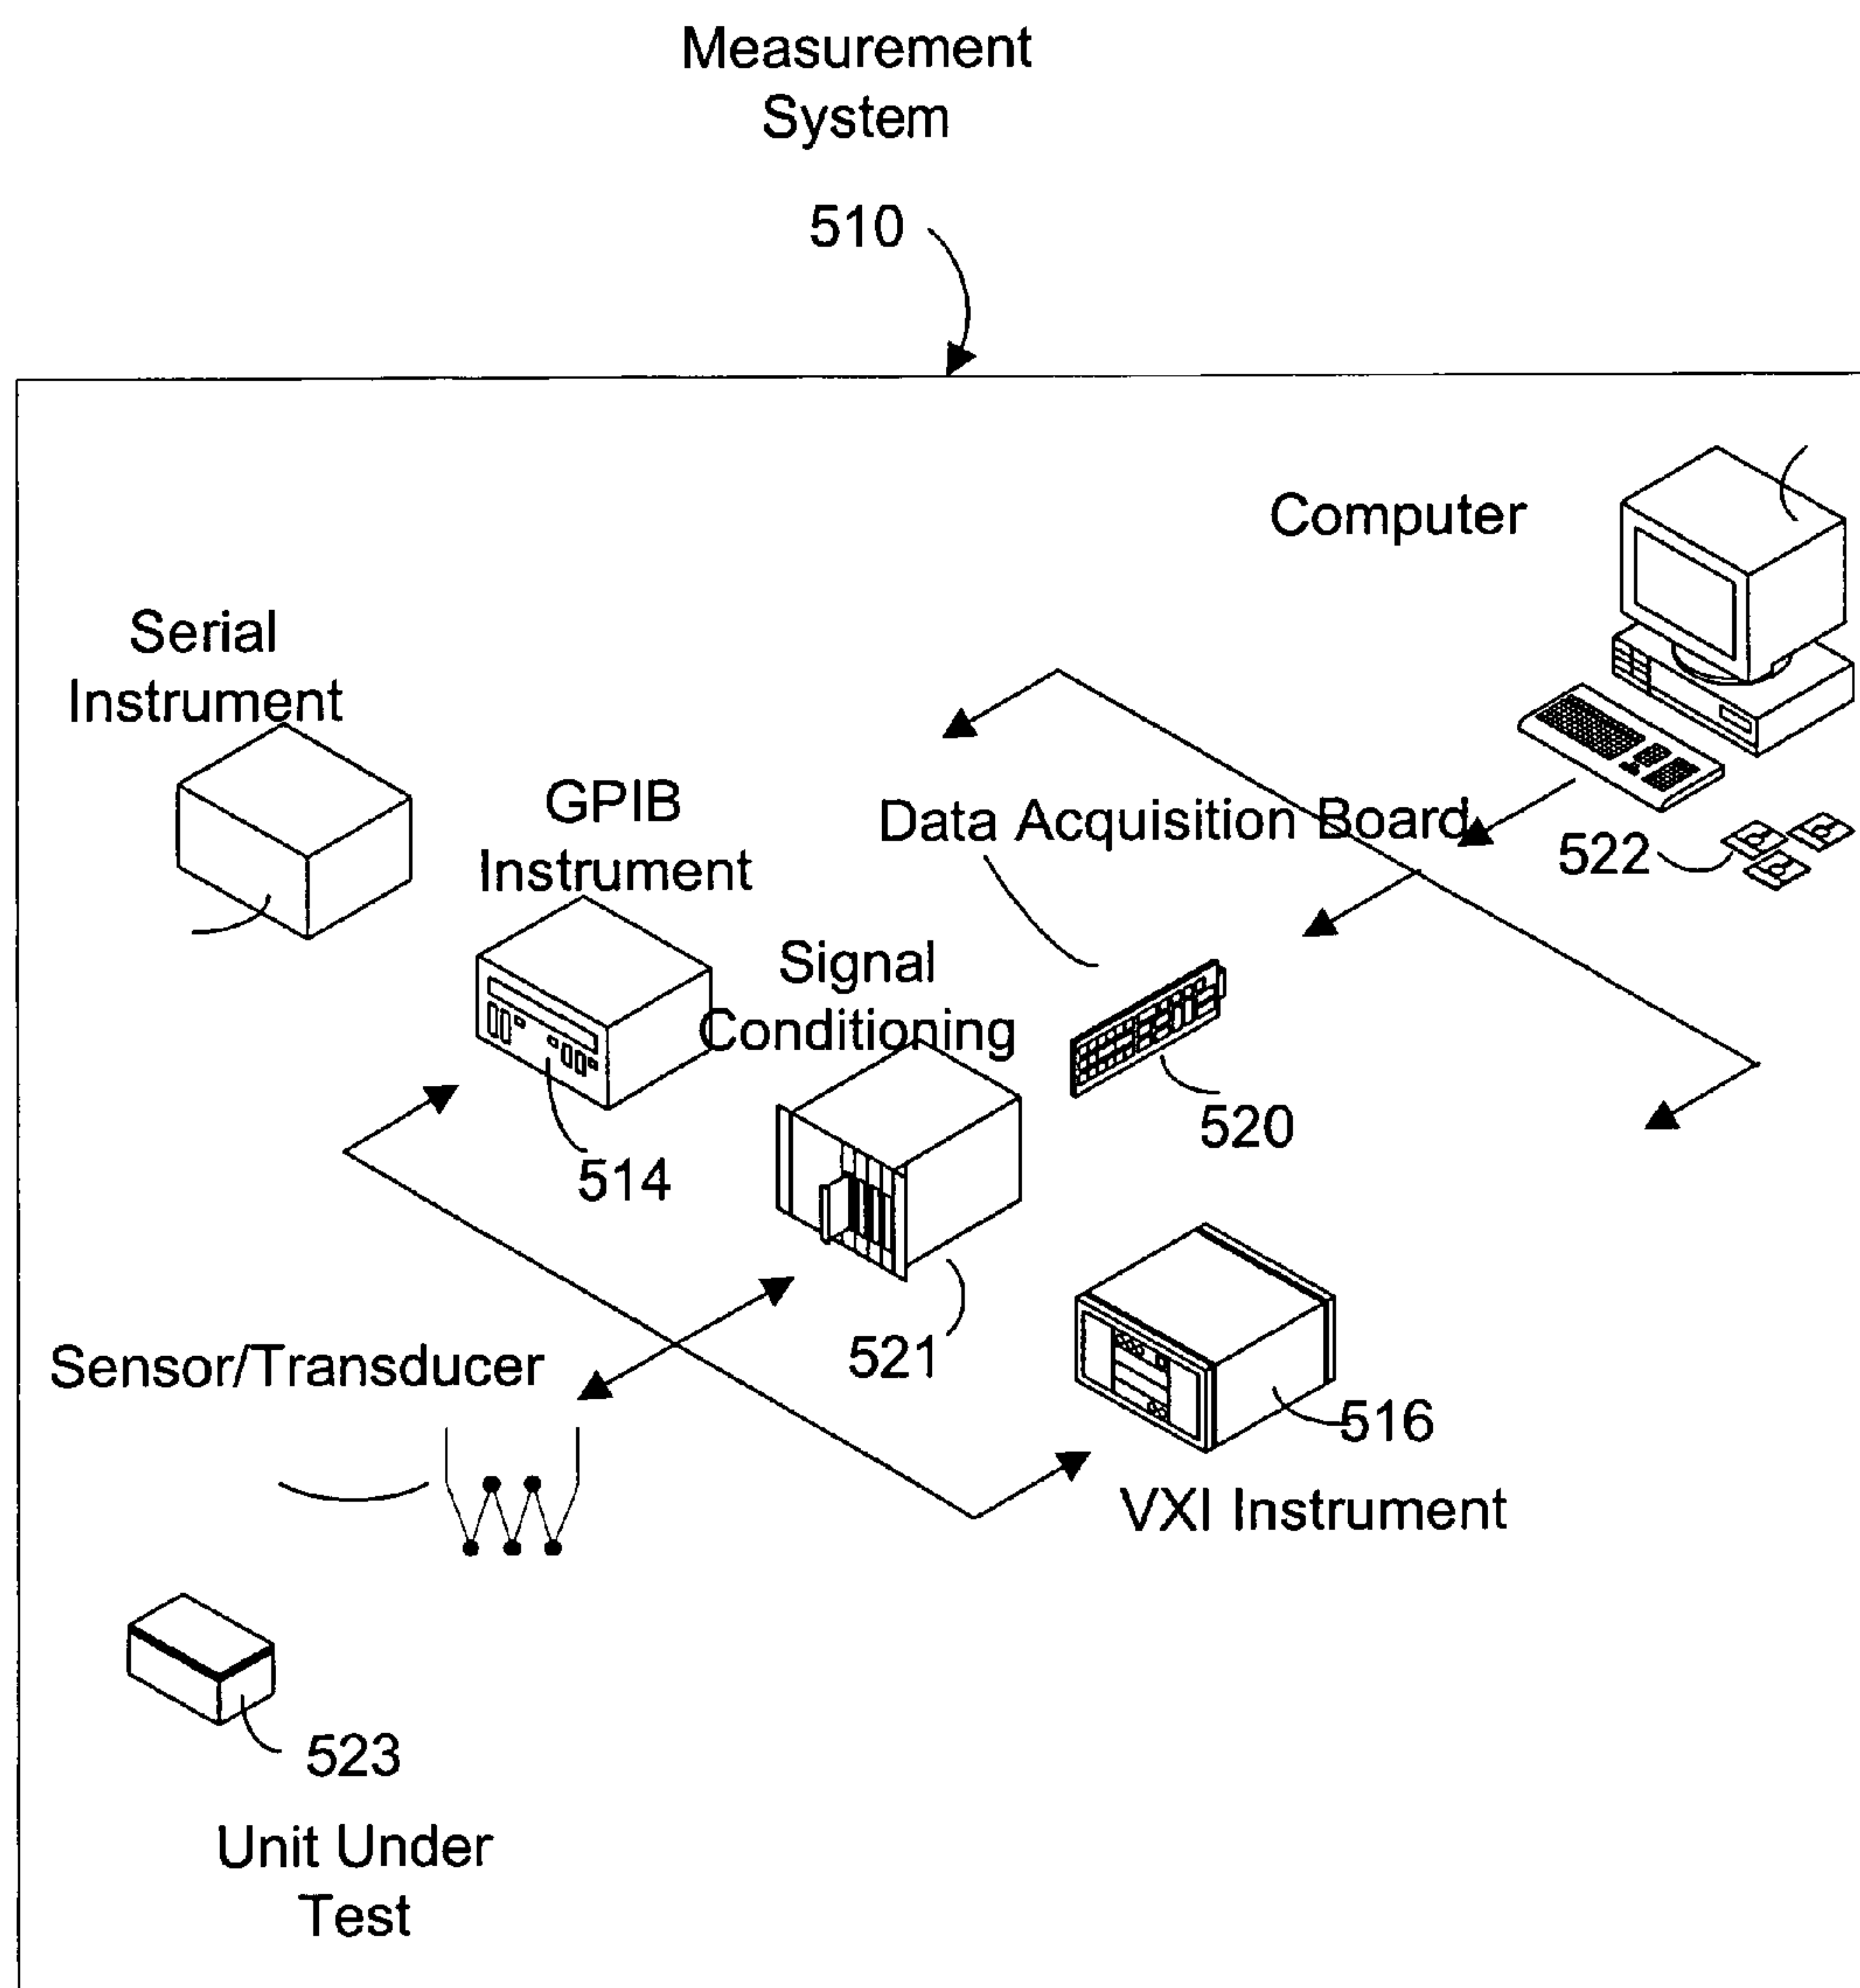 Measurement
System
510
Computer
Serial
Instrument
GPIB
Instrument
Data Acquisition Board
522
Signal
Conditioning
520
514
521
Sensor/Transducer
516
VXI Instrument
523
Unit Under
Test